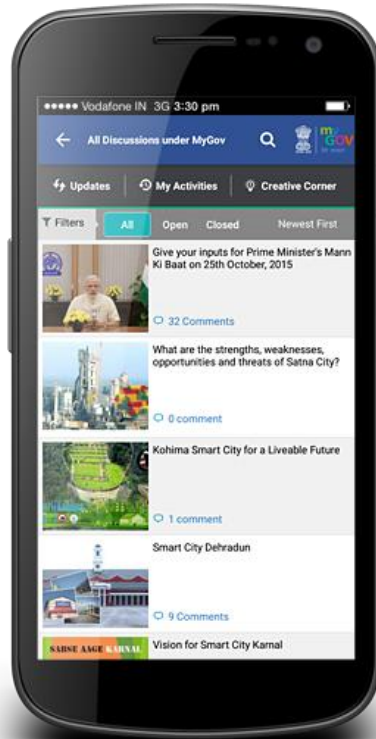 Vodafone IN 3G 3:30 pm
All Discussions under MyGov
my
GOV
Updates
My Activities
Creative Corner
Filters
All
Open
Closed
Newest First
Give your inputs for Prime Minister's Mann
Ki Baat on 25th October, 2015
32 Comments
What are the strengths, weaknesses,
opportunities and threats of Satna City?
0 comment
Kohima Smart City for a Liveable Future
1 comment
Smart City Dehradun
9 Comments
SABSE AAGE KARNAL
Vision for Smart City Karnal